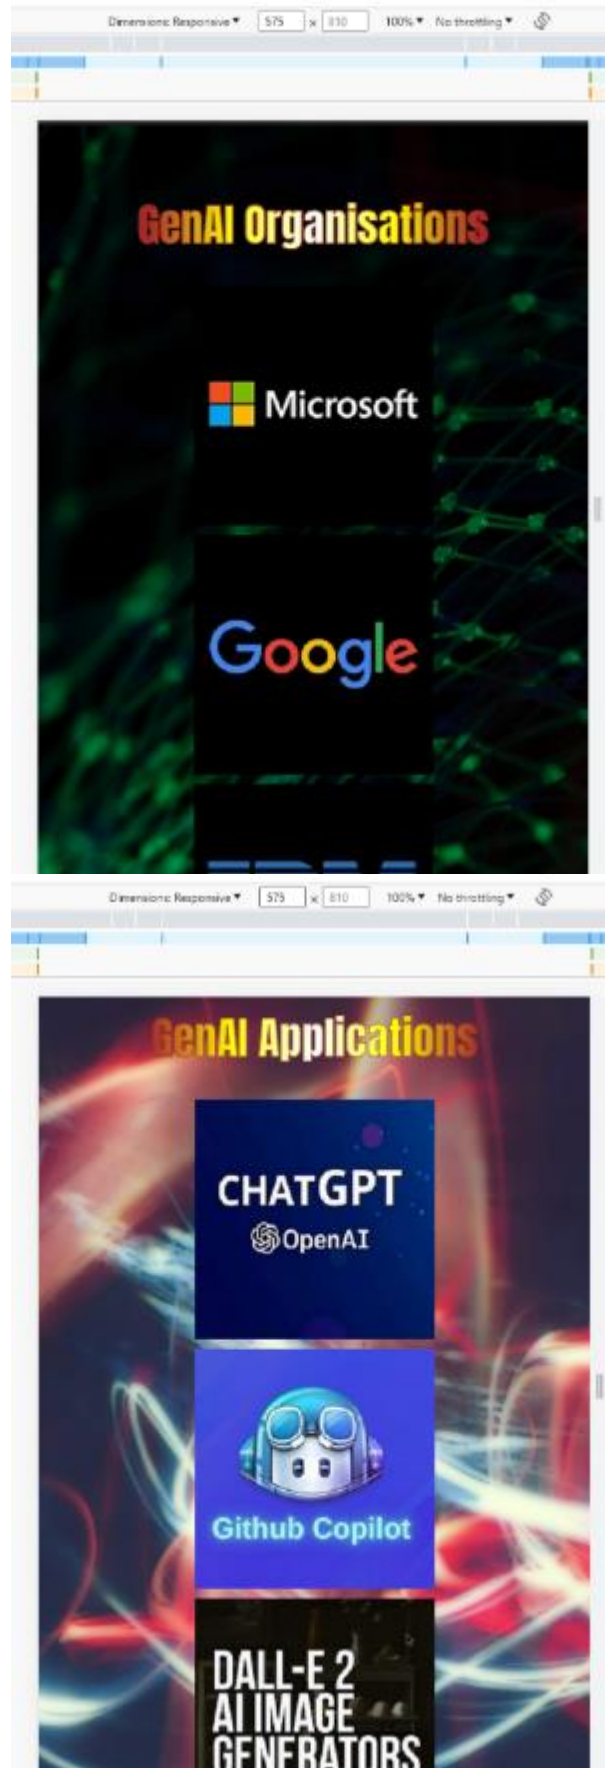 Dimensions: Responsive ▼ 575 x 810 100% ▼ No throttling ▼
GenAI Organisations
Microsoft
Google
IBM
Dimensions: Responsive ▼ 575 x 810 100% ▼ No throttling ▼
GenAI Applications
CHATGPT
OpenAI
Github Copilot
DALL-E 2
AI IMAGE
GENERATORS